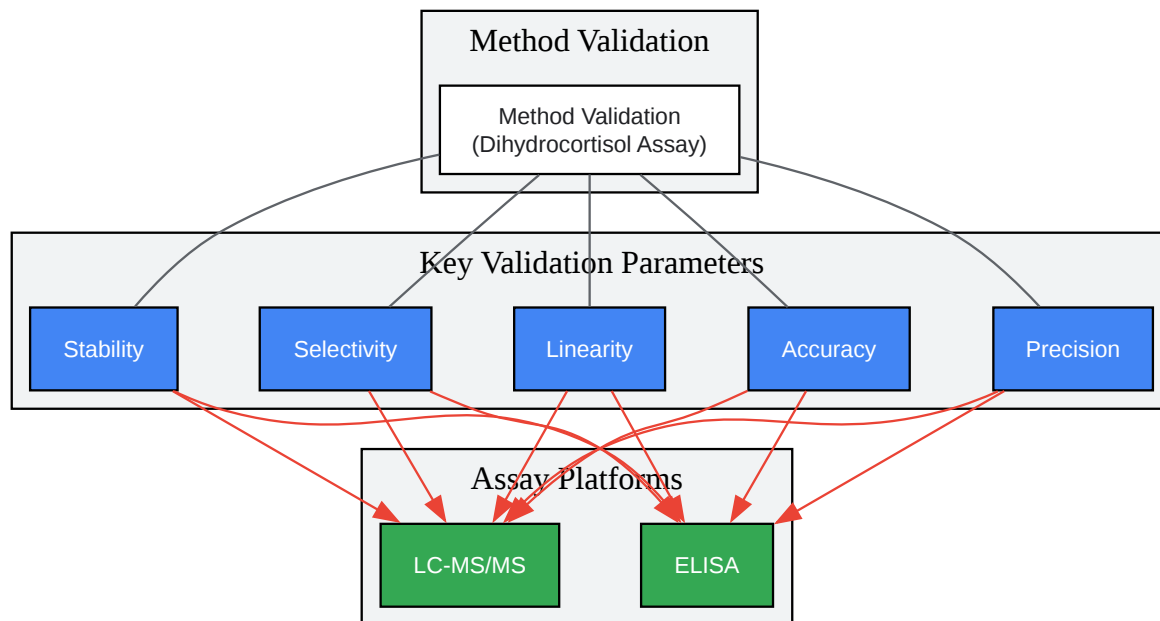 Method Validation
Method Validation
(Dihydrocortisol Assay)
Key Validation Parameters
Stability
Selectivity
Linearity
Accuracy
Precision
Assay Platforms
LC-MS/MS
ELISA